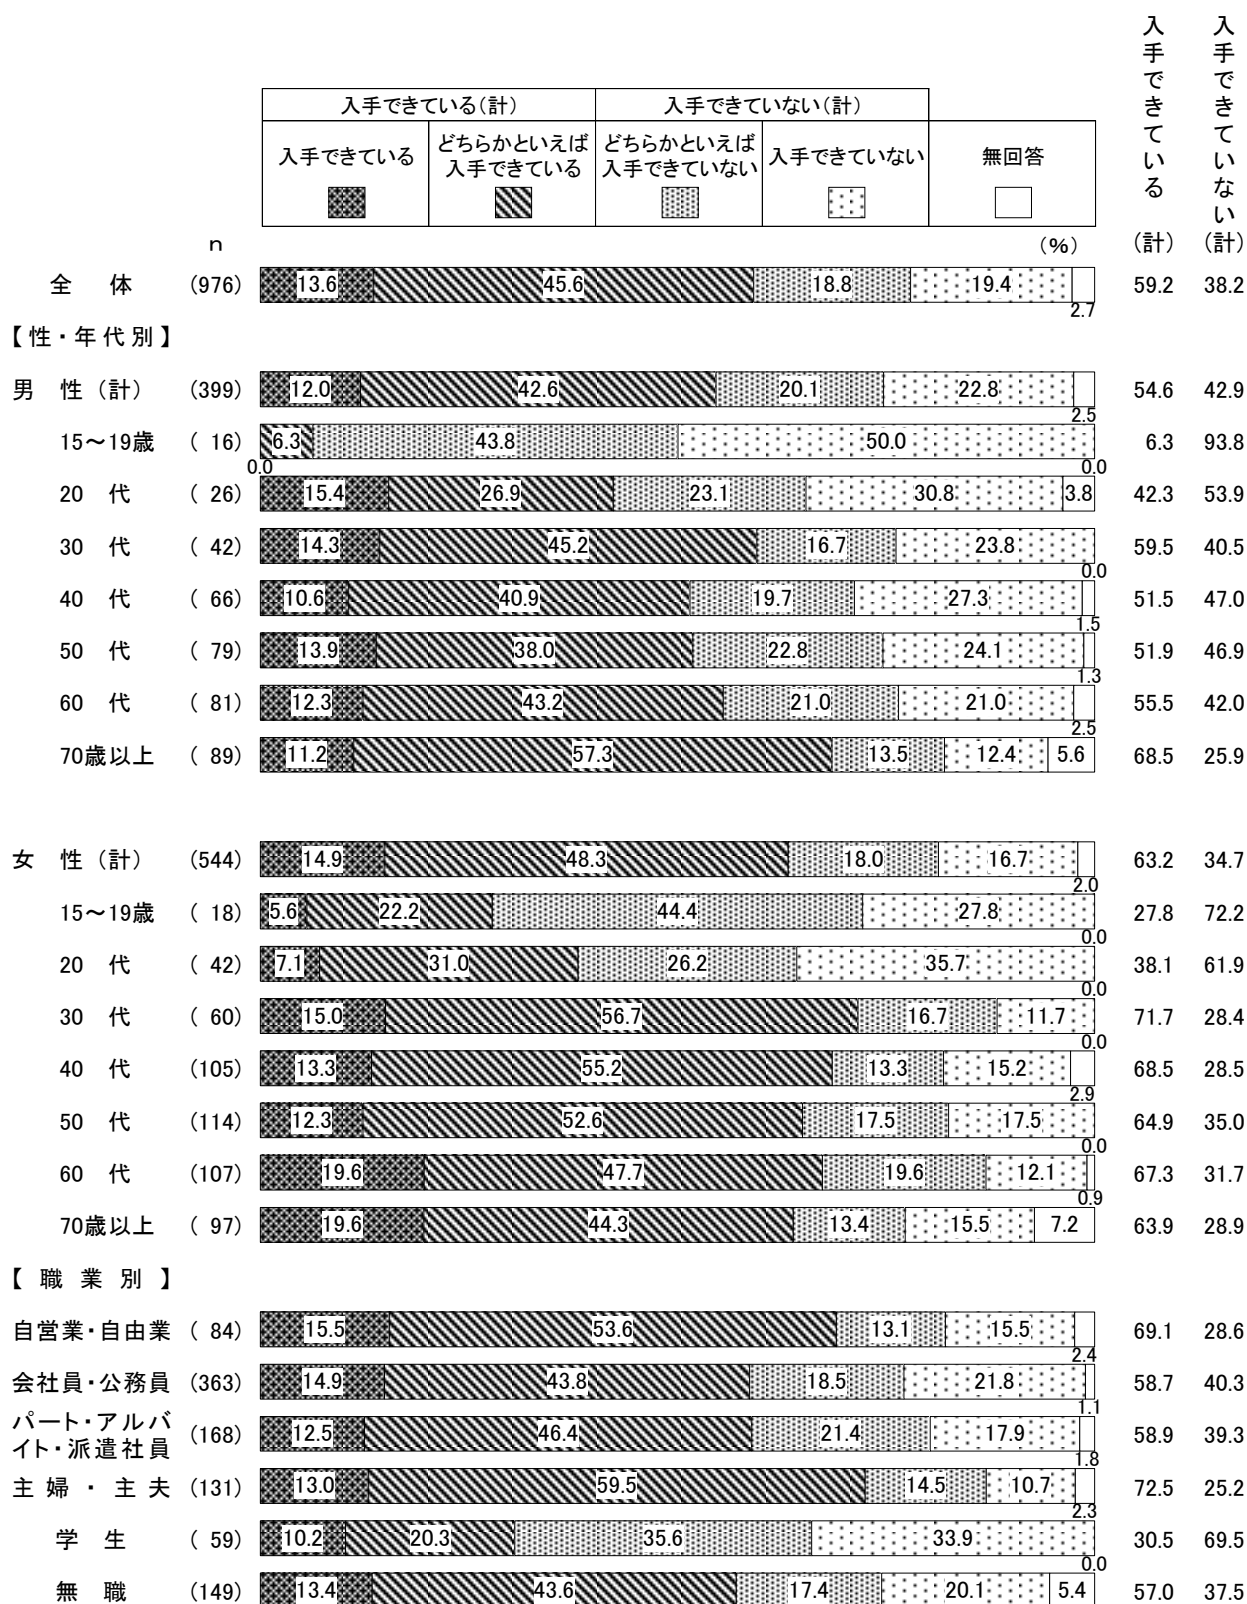 入手できている(計)
入手できていない(計)
入手できている(計) 入手できていない(計)
入手できている どちらかといえば入手できている どちらかといえば入手できていない 入手できていない 無回答
n (%)
全 体 (976) 13.6 45.6 18.8 19.4 2.7 59.2 38.2
【性・年代別】
男 性(計) (399) 12.0 42.6 20.1 22.8 2.5 54.6 42.9
15～19歳 ( 16) 0.0 6.3 43.8 50.0 0.0 6.3 93.8
20 代 ( 26) 15.4 26.9 23.1 30.8 3.8 42.3 53.9
30 代 ( 42) 14.3 45.2 16.7 23.8 0.0 59.5 40.5
40 代 ( 66) 10.6 40.9 19.7 27.3 1.5 51.5 47.0
50 代 ( 79) 13.9 38.0 22.8 24.1 1.3 51.9 46.9
60 代 ( 81) 12.3 43.2 21.0 21.0 2.5 55.5 42.0
70歳以上 ( 89) 11.2 57.3 13.5 12.4 5.6 68.5 25.9
女 性(計) (544) 14.9 48.3 18.0 16.7 2.0 63.2 34.7
15～19歳 ( 18) 5.6 22.2 44.4 27.8 0.0 27.8 72.2
20 代 ( 42) 7.1 31.0 26.2 35.7 0.0 38.1 61.9
30 代 ( 60) 15.0 56.7 16.7 11.7 0.0 71.7 28.4
40 代 (105) 13.3 55.2 13.3 15.2 2.9 68.5 28.5
50 代 (114) 12.3 52.6 17.5 17.5 0.0 64.9 35.0
60 代 (107) 19.6 47.7 19.6 12.1 0.9 67.3 31.7
70歳以上 ( 97) 19.6 44.3 13.4 15.5 7.2 63.9 28.9
【 職 業 別 】
自営業・自由業 ( 84) 15.5 53.6 13.1 15.5 2.4 69.1 28.6
会社員・公務員 (363) 14.9 43.8 18.5 21.8 1.1 58.7 40.3
パート・アルバ
イト・派遣社員 (168) 12.5 46.4 21.4 17.9 1.8 58.9 39.3
主 婦 ・ 主 夫 (131) 13.0 59.5 14.5 10.7 2.3 72.5 25.2
学 生 ( 59) 10.2 20.3 35.6 33.9 0.0 30.5 69.5
無 職 (149) 13.4 43.6 17.4 20.1 5.4 57.0 37.5